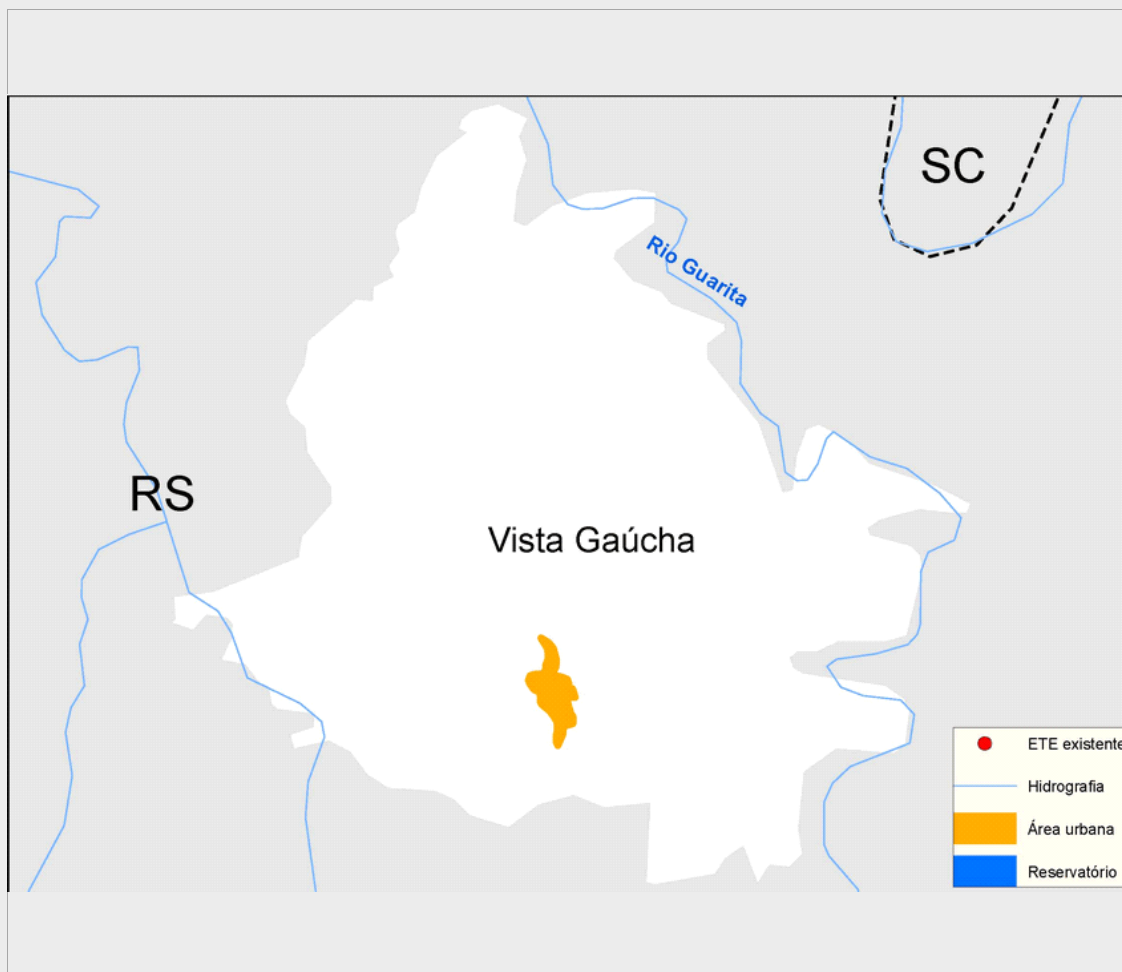 SC
Rio Guarita
RS
Vista Gaúcha
ETE existente
Hidrografia
Área urbana
Reservatório